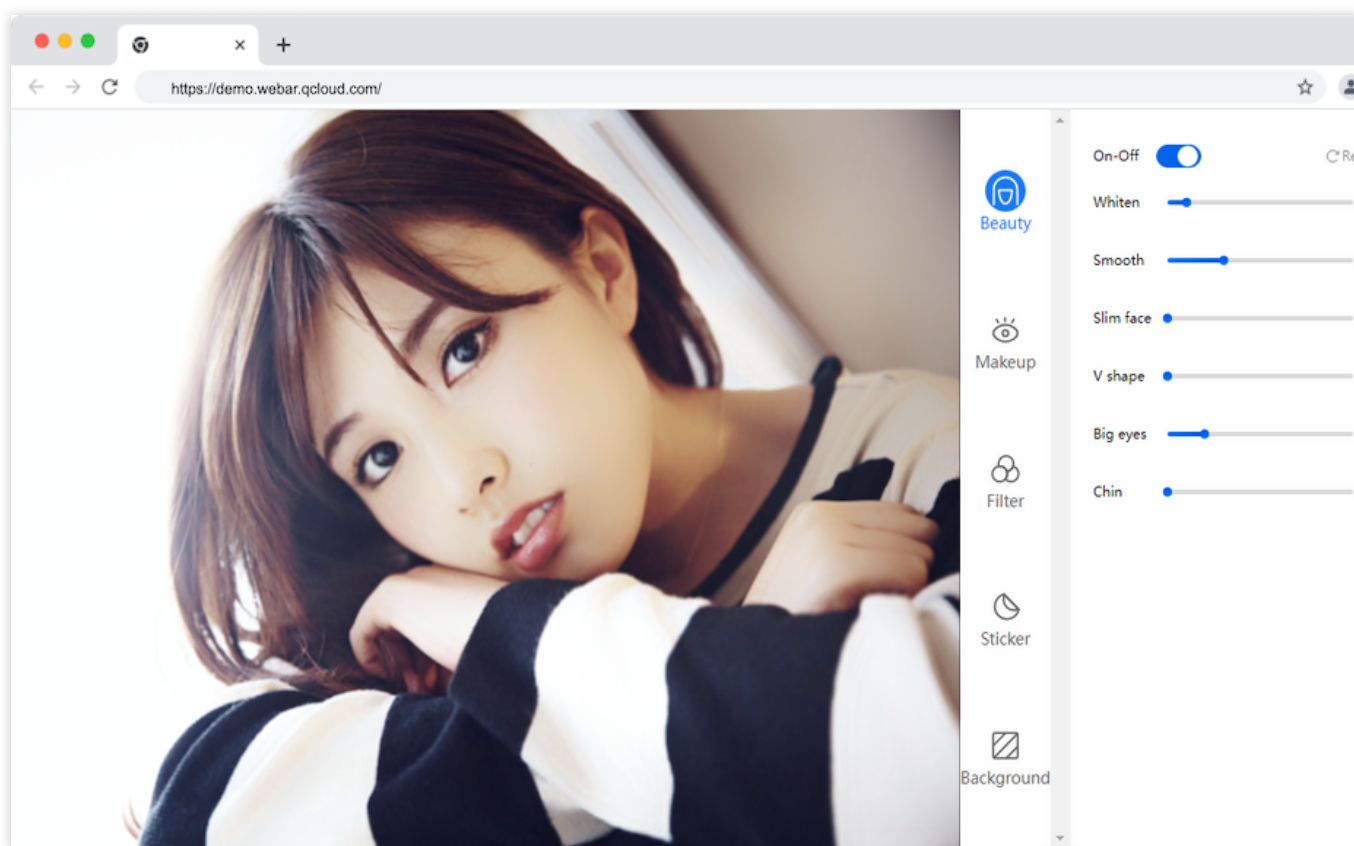 https://demo.webar.qcloud.com/
Beauty
Makeup
Filter
Sticker
Background
On-Off
Whiten
Smooth
Slim face
V shape
Big eyes
Chin